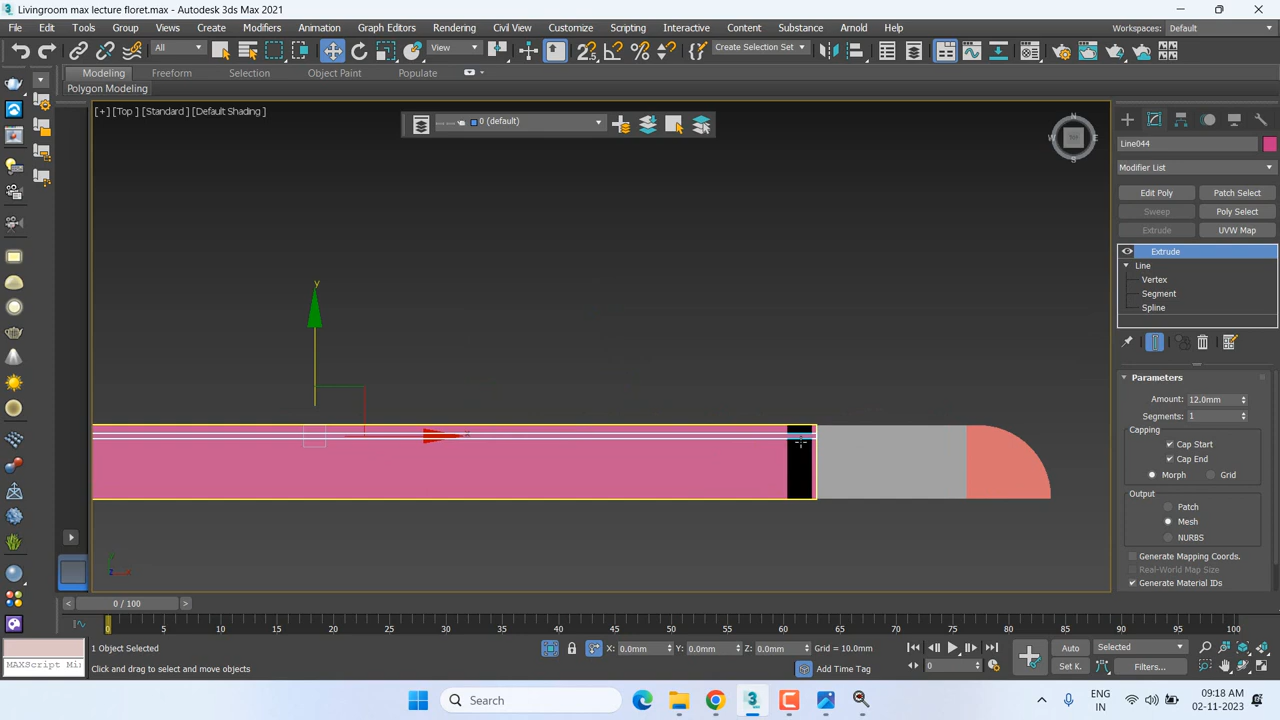 Livingroom max lecture floret.max - Autodesk 3ds Max 2021
File Edit Tools Group Views Create Modifiers Animation Graph Editors Rendering Civil View Customize Scripting Interactive Content Substance Arnold Help
Workspaces: Default
All View Create Selection Set
Modeling Freeform Selection Object Paint Populate
Polygon Modeling
[+] [Top ] [Standard ] [Default Shading ]
0 (default)
N
W E
S
y
x
Line044
Modifier List
Edit Poly Patch Select
Sweep Poly Select
Extrude UVW Map
Extrude
Line
Vertex
Segment
Spline
Parameters
Amount: 12.0mm
Segments: 1
Capping
Cap Start
Cap End
Morph Grid
Output
Patch
Mesh
NURBS
Generate Mapping Coords.
Real-World Map Size
Generate Material IDs
< 0 / 100 >
0 5 10 15 20 25 30 35 40 45 50 55 60 65 70 75 80 85 90 95 100
1 Object Selected
X: 0.0mm Y: 0.0mm Z: 0.0mm Grid = 10.0mm
Auto Selected
MAXScript Mi
Click and drag to select and move objects
Add Time Tag
0
Set K. Filters...
Search
ENG
IN
09:18 AM
02-11-2023